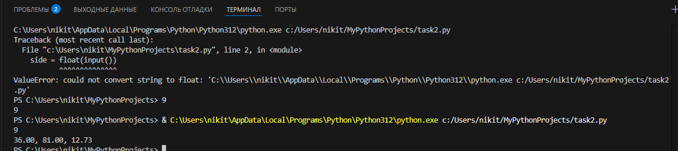 ПРОБЛЕМЫ 2 ВЫХОДНЫЕ ДАННЫЕ КОНСОЛЬ ОТЛАДКИ ТЕРМИНАЛ ПОРТЫ
C:\Users\nikit\AppData\Local\Programs\Python\Python312\python.exe c:/Users/nikit/MyPythonProjects/task2.py
Traceback (most recent call last):
File "c:\Users\nikit\MyPythonProjects\task2.py", line 2, in <module>
side = float(input())
^^^^^^^^^^^^^^
ValueError: could not convert string to float: 'C:\\Users\\nikit\\AppData\\Local\\Programs\\Python\\Python312\\python.exe c:/Users/nikit/MyPythonProjects/task2
.py'
PS C:\Users\nikit\MyPythonProjects> 9
9
PS C:\Users\nikit\MyPythonProjects> & C:\Users\nikit\AppData\Local\Programs\Python\Python312\python.exe c:/Users/nikit/MyPythonProjects/task2.py
9
36.00, 81.00, 12.73
PS C:\Users\nikit\MyPythonProjects>